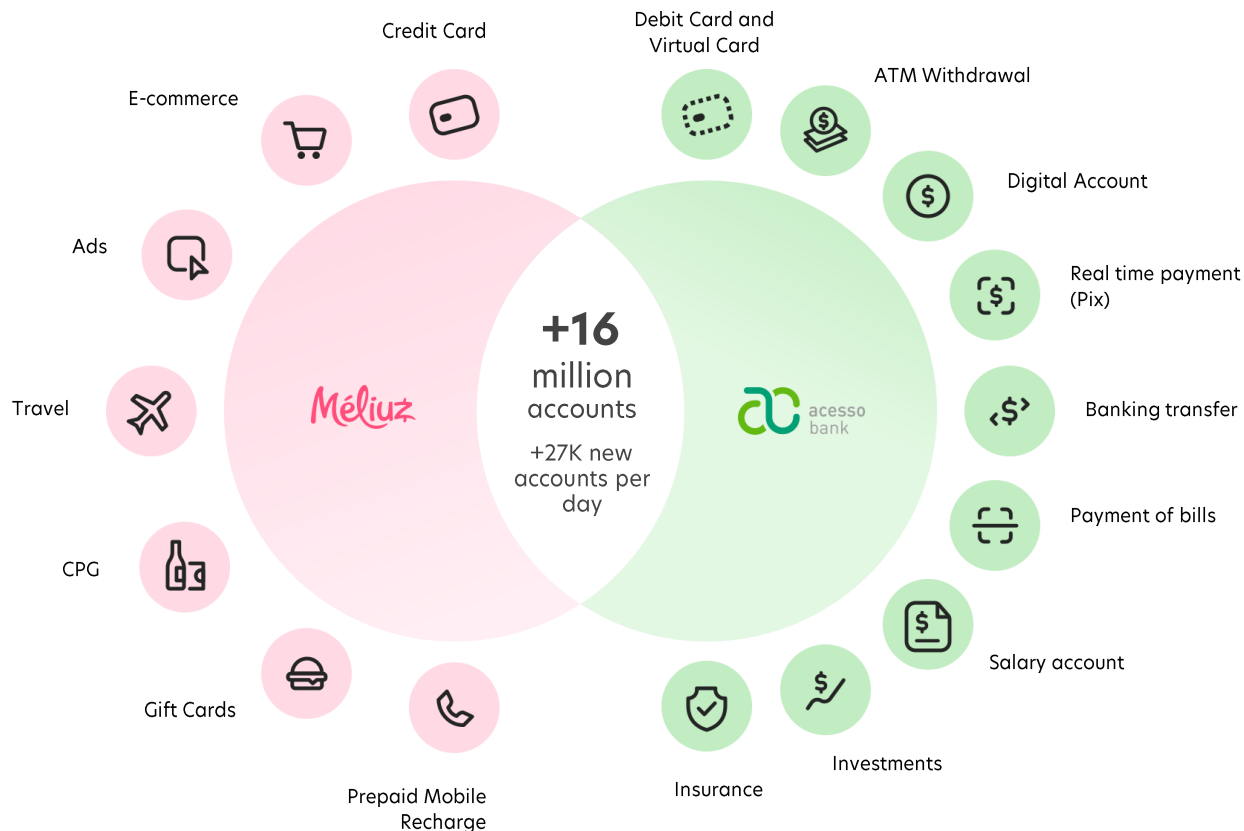 Credit Card
E-commerce
Ads
Travel
CPG
Gift Cards
Prepaid Mobile
Recharge
Méliuz
+16
million
accounts
+27K new
accounts per
day
acesso
bank
Debit Card and
Virtual Card
ATM Withdrawal
Digital Account
Real time payment
(Pix)
Banking transfer
Payment of bills
Salary account
Investments
Insurance